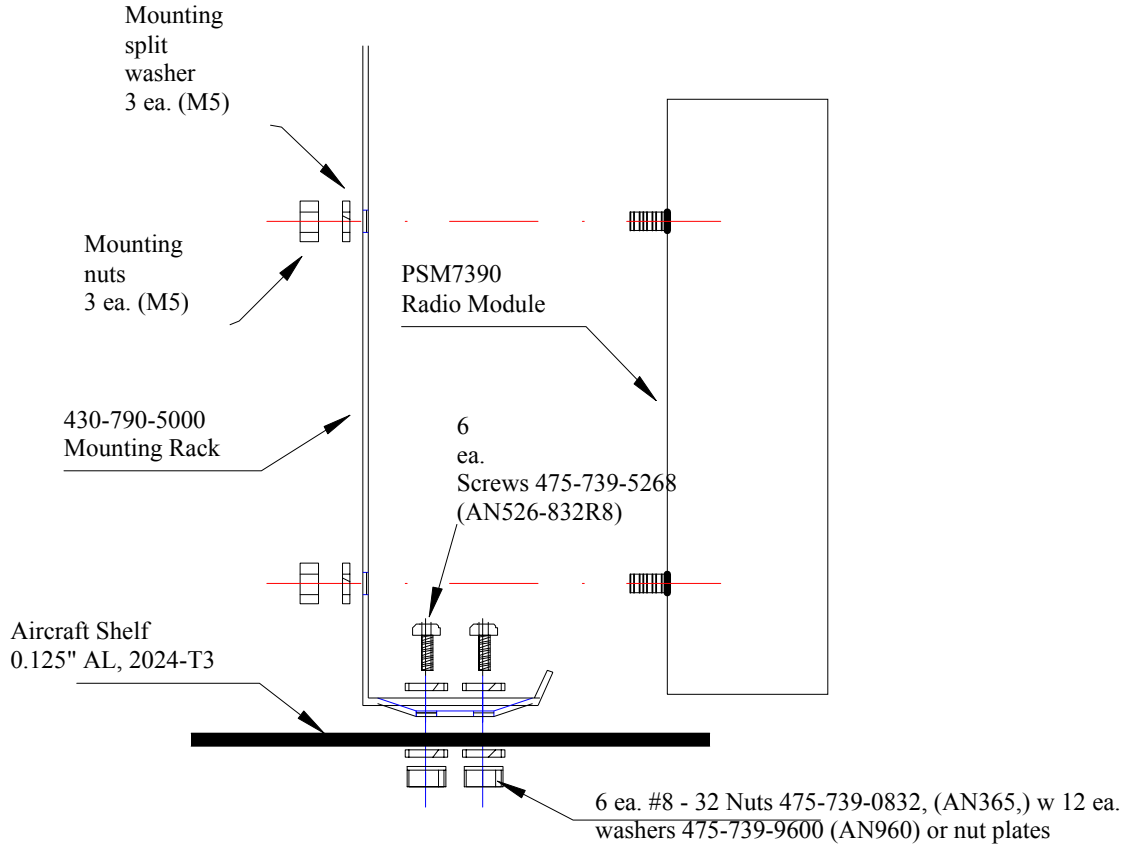 Mounting
split
washer
3 ea. (M5)
Mounting
nuts
3 ea. (M5)
PSM7390
Radio Module
430-790-5000
Mounting Rack
6
ea.
Screws 475-739-5268
(AN526-832R8)
Aircraft Shelf
0.125" AL, 2024-T3
6 ea. #8 - 32 Nuts 475-739-0832, (AN365,) w 12 ea.
washers 475-739-9600 (AN960) or nut plates